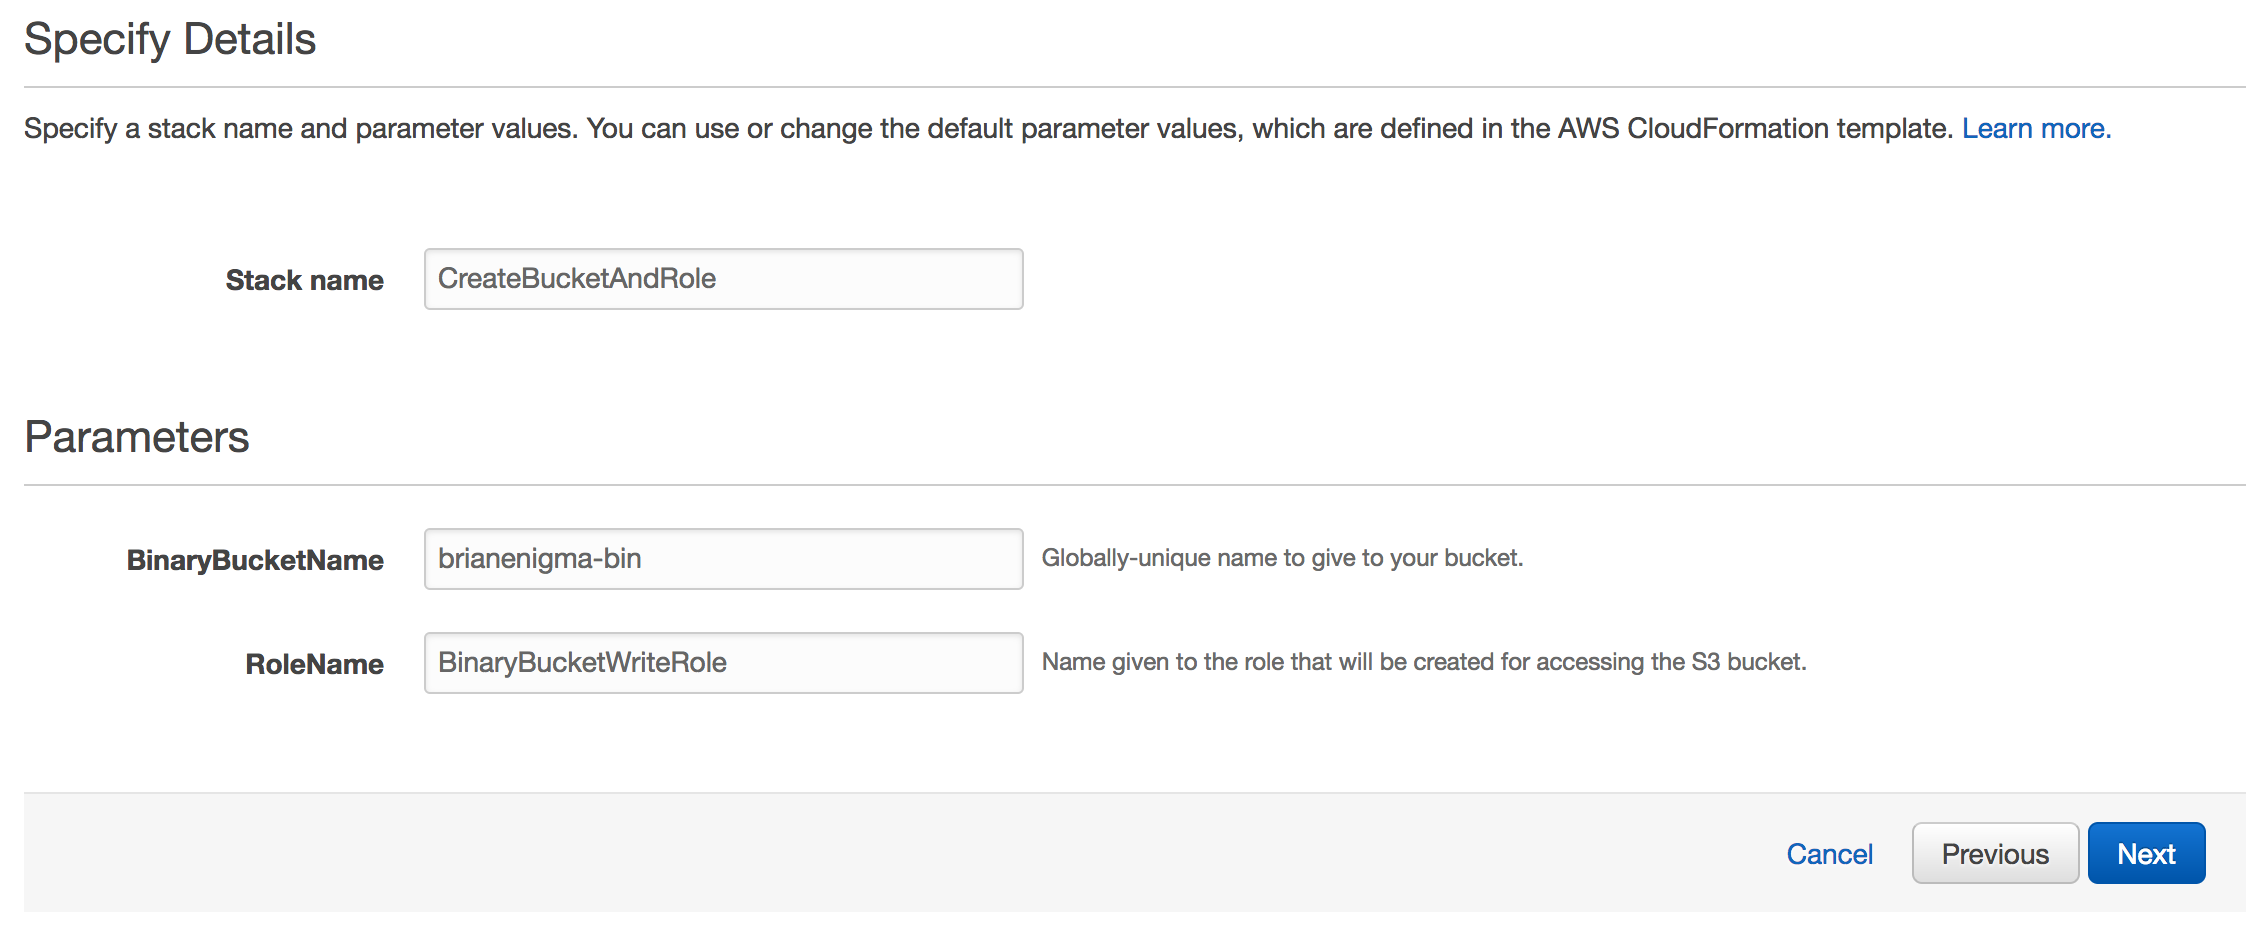 Specify Details
Specify a stack name and parameter values. You can use or change the default parameter values, which are defined in the AWS CloudFormation template. Learn more.
Stack name CreateBucketAndRole
Parameters
BinaryBucketName brianenigma-bin Globally-unique name to give to your bucket.
RoleName BinaryBucketWriteRole Name given to the role that will be created for accessing the S3 bucket.
Cancel Previous Next